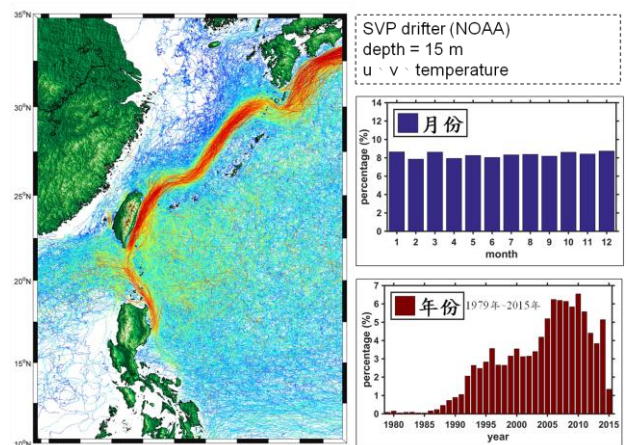 35°N
30°N
25°N
20°N
15°N
10°N
SVP drifter (NOAA)
depth = 15 m
u、v、temperature
14
12
10
8
6
4
2
0
percentage (%)
月份
1 2 3 4 5 6 7 8 9 10 11 12
month
7
6
5
4
3
2
1
0
percentage (%)
年份 1979年~2015年
1980 1985 1990 1995 2000 2005 2010 2015
year